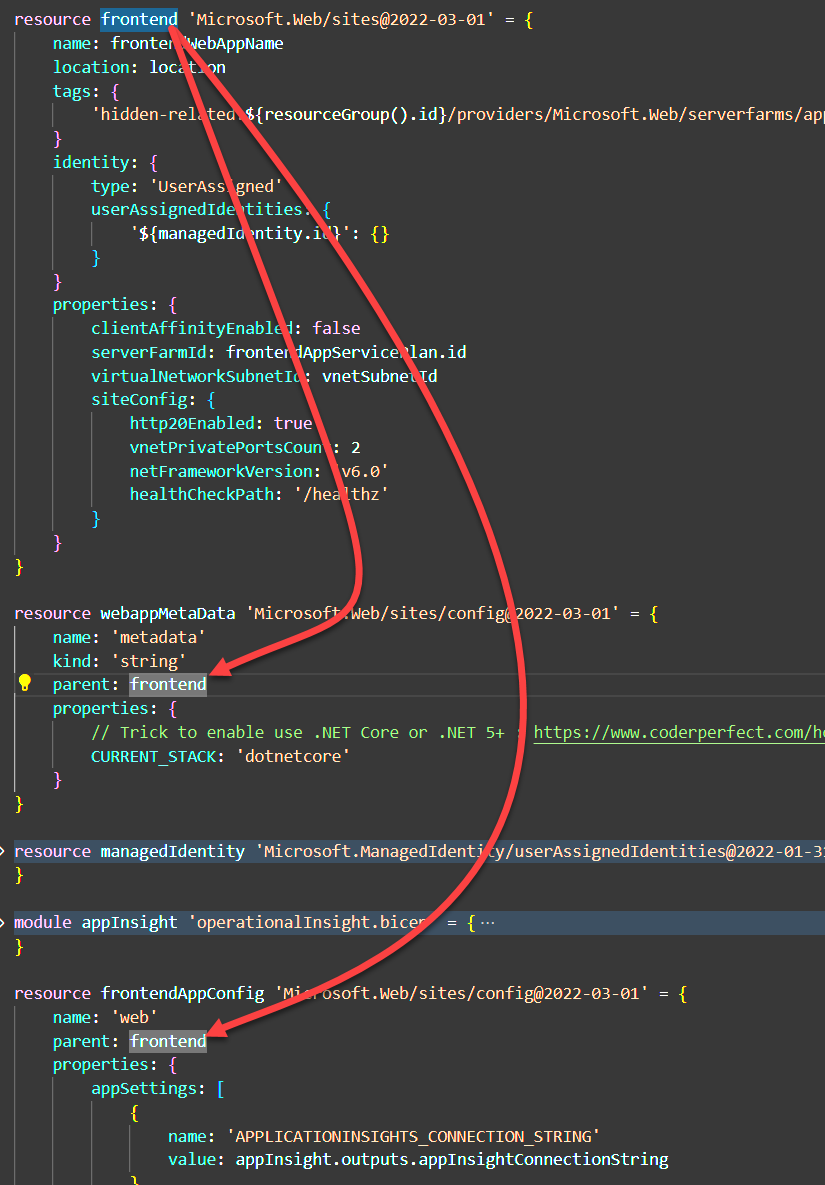 resource frontend 'Microsoft.Web/sites@2022-03-01' = {
name: frontendWebAppName
location: location
tags: {
'hidden-related:${resourceGroup().id}/providers/Microsoft.Web/serverfarms/app
}
identity: {
type: 'UserAssigned'
userAssignedIdentities: {
'${managedIdentity.id}': {}
}
}
properties: {
clientAffinityEnabled: false
serverFarmId: frontendAppServicePlan.id
virtualNetworkSubnetId: vnetSubnetId
siteConfig: {
http20Enabled: true
vnetPrivatePortsCount: 2
netFrameworkVersion: 'v6.0'
healthCheckPath: '/healthz'
}
}
}
resource webappMetaData 'Microsoft.Web/sites/config@2022-03-01' = {
name: 'metadata'
kind: 'string'
parent: frontend
properties: {
// Trick to enable use .NET Core or .NET 5+ : https://www.coderperfect.com/ho
CURRENT_STACK: 'dotnetcore'
}
}
resource managedIdentity 'Microsoft.ManagedIdentity/userAssignedIdentities@2022-01-31
}
module appInsight 'operationalInsight.bicep' = { ...
}
resource frontendAppConfig 'Microsoft.Web/sites/config@2022-03-01' = {
name: 'web'
parent: frontend
properties: {
appSettings: [
{
name: 'APPLICATIONINSIGHTS_CONNECTION_STRING'
value: appInsight.outputs.appInsightConnectionString
}